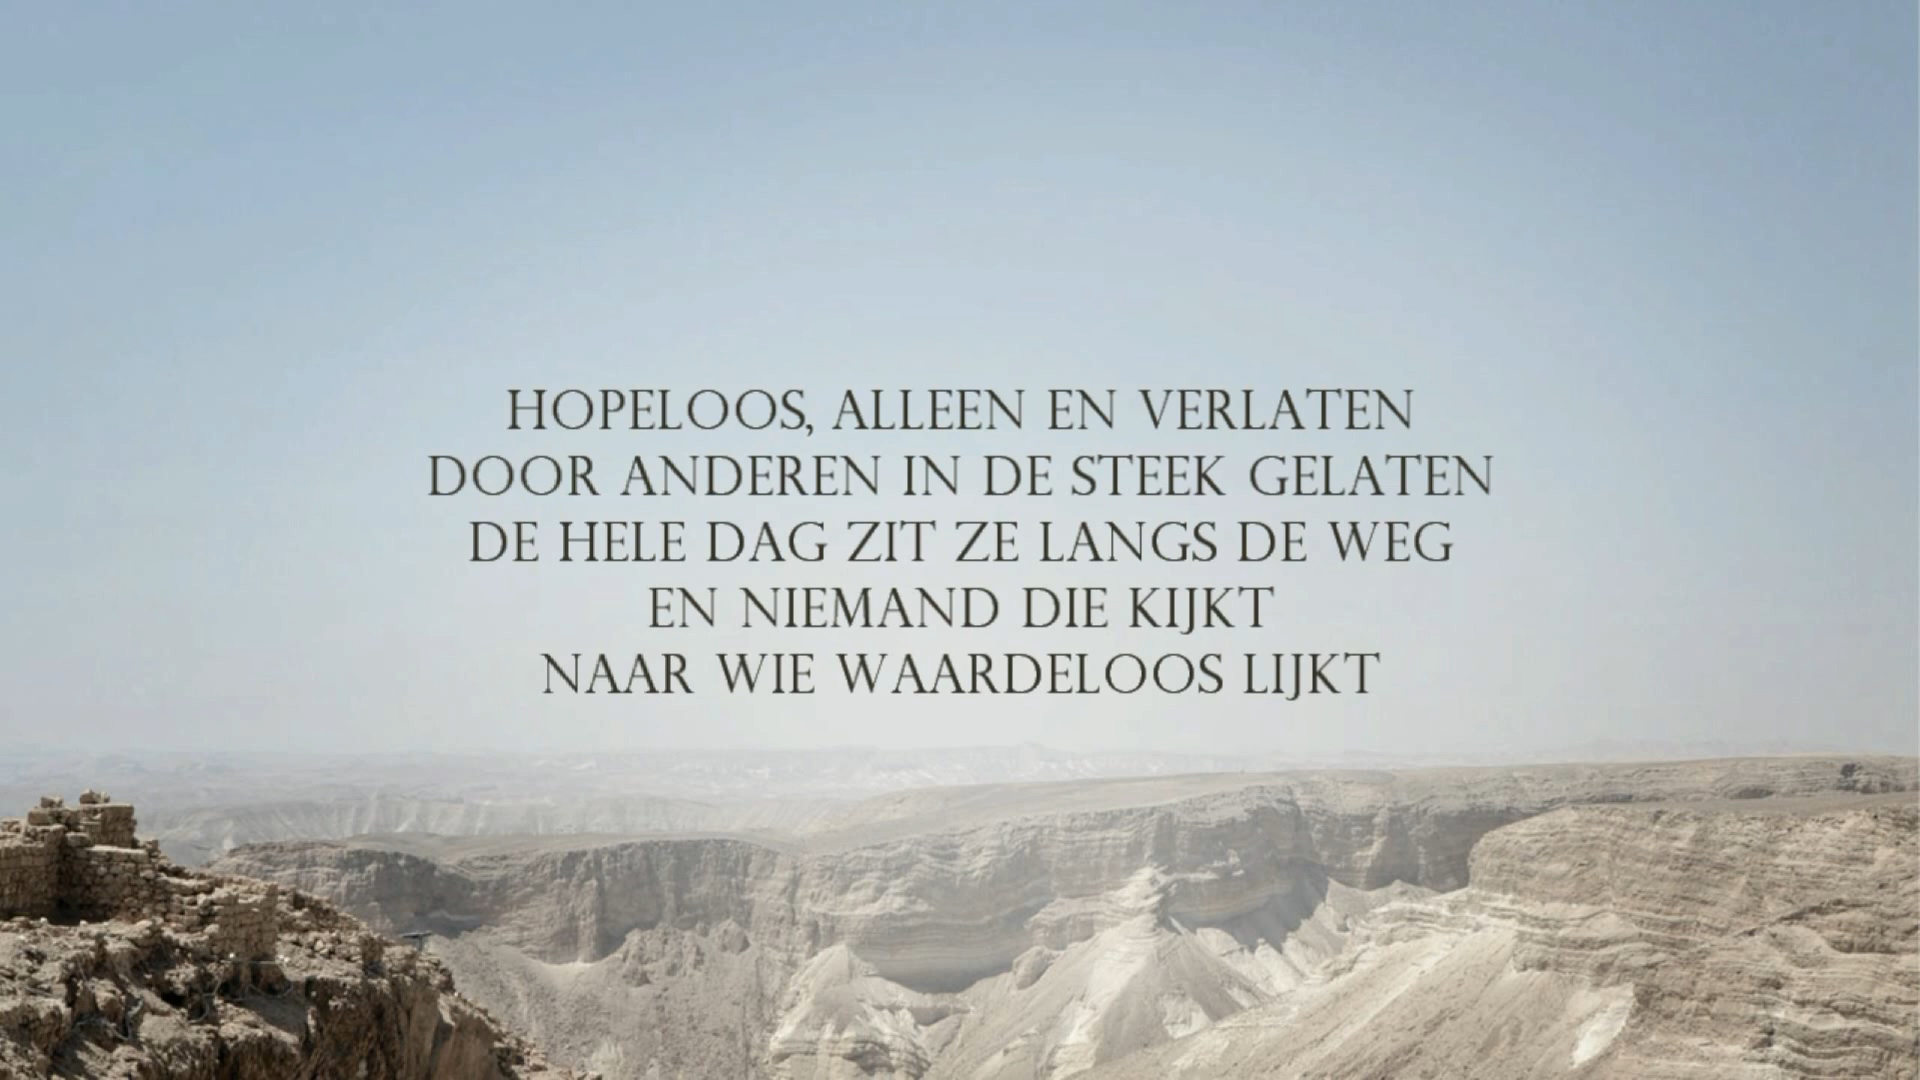 HOPELOOS, ALLEEN EN VERLATEN
DOOR ANDEREN IN DE STEEK GELATEN
DE HELE DAG ZIT ZE LANGS DE WEG
EN NIEMAND DIE KIJKT
NAAR WIE WAARDELOOS LIJKT